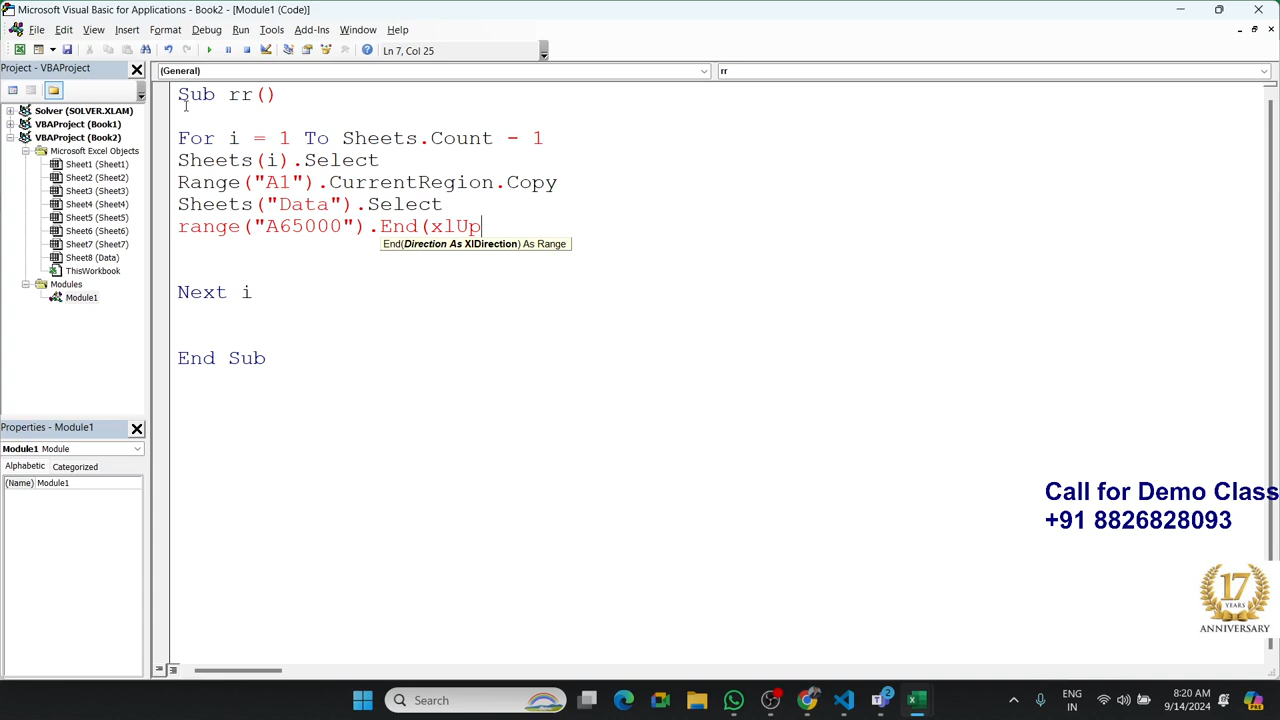 Microsoft Visual Basic for Applications - Book2 - [Module1 (Code)]
File Edit View Insert Format Debug Run Tools Add-Ins Window Help
Ln 7, Col 25
Project - VBAProject
(General)
rr
Solver (SOLVER.XLAM)
VBAProject (Book1)
VBAProject (Book2)
Microsoft Excel Objects
Sheet1 (Sheet1)
Sheet2 (Sheet2)
Sheet3 (Sheet3)
Sheet4 (Sheet4)
Sheet5 (Sheet5)
Sheet6 (Sheet6)
Sheet7 (Sheet7)
Sheet8 (Data)
ThisWorkbook
Modules
Module1
Sub rr()
For i = 1 To Sheets.Count - 1
Sheets(i).Select
Range("A1").CurrentRegion.Copy
Sheets("Data").Select
range("A65000").End(xlUp
End(Direction As XlDirection) As Range
Next i
End Sub
Properties - Module1
Module1 Module
Alphabetic Categorized
(Name) Module1
Call for Demo Class
+91 8826828093
17
YEARS
ANNIVERSARY
Search
2
ENG
IN
8:20 AM
9/14/2024